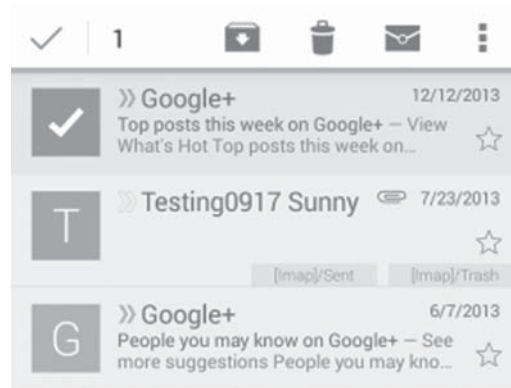 1
» Google+ 12/12/2013
Top posts this week on Google+ — View
What's Hot Top posts this week on...
T » Testing0917 Sunny 7/23/2013
[Imap]/Sent [Imap]/Trash
» Google+ 6/7/2013
G People you may know on Google+ — See
more suggestions People you may kno...